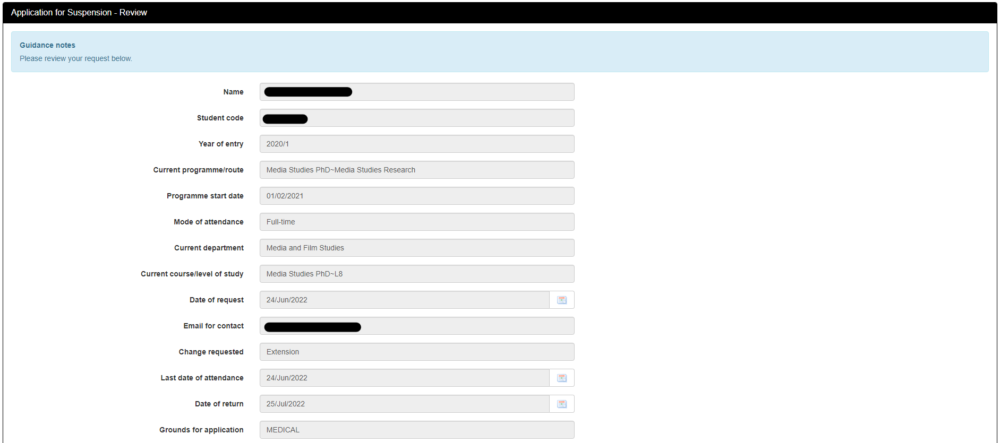 Application for Suspension - Review
Guidance notes
Please review your request below.
Name
Student code
Year of entry 2020/1
Current programme/route Media Studies PhD~Media Studies Research
Programme start date 01/02/2021
Mode of attendance Full-time
Current department Media and Film Studies
Current course/level of study Media Studies PhD~L8
Date of request 24/Jun/2022
Email for contact
Change requested Extension
Last date of attendance 24/Jun/2022
Date of return 25/Jul/2022
Grounds for application MEDICAL